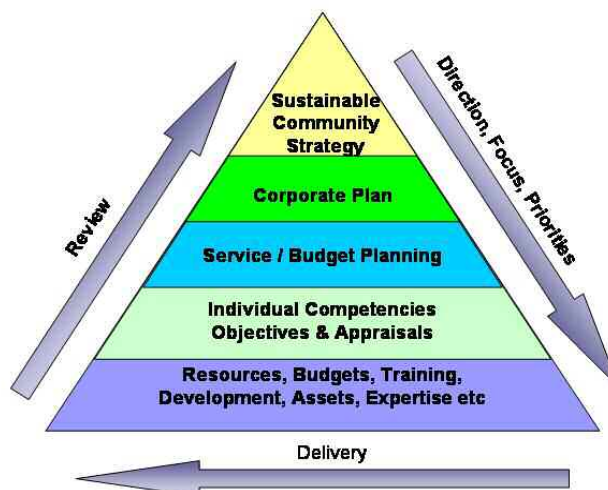 Sustainable
Community
Strategy
Corporate Plan
Service / Budget Planning
Individual Competencies
Objectives & Appraisals
Resources, Budgets, Training,
Development, Assets, Expertise etc
Review
Direction, Focus, Priorities
Delivery